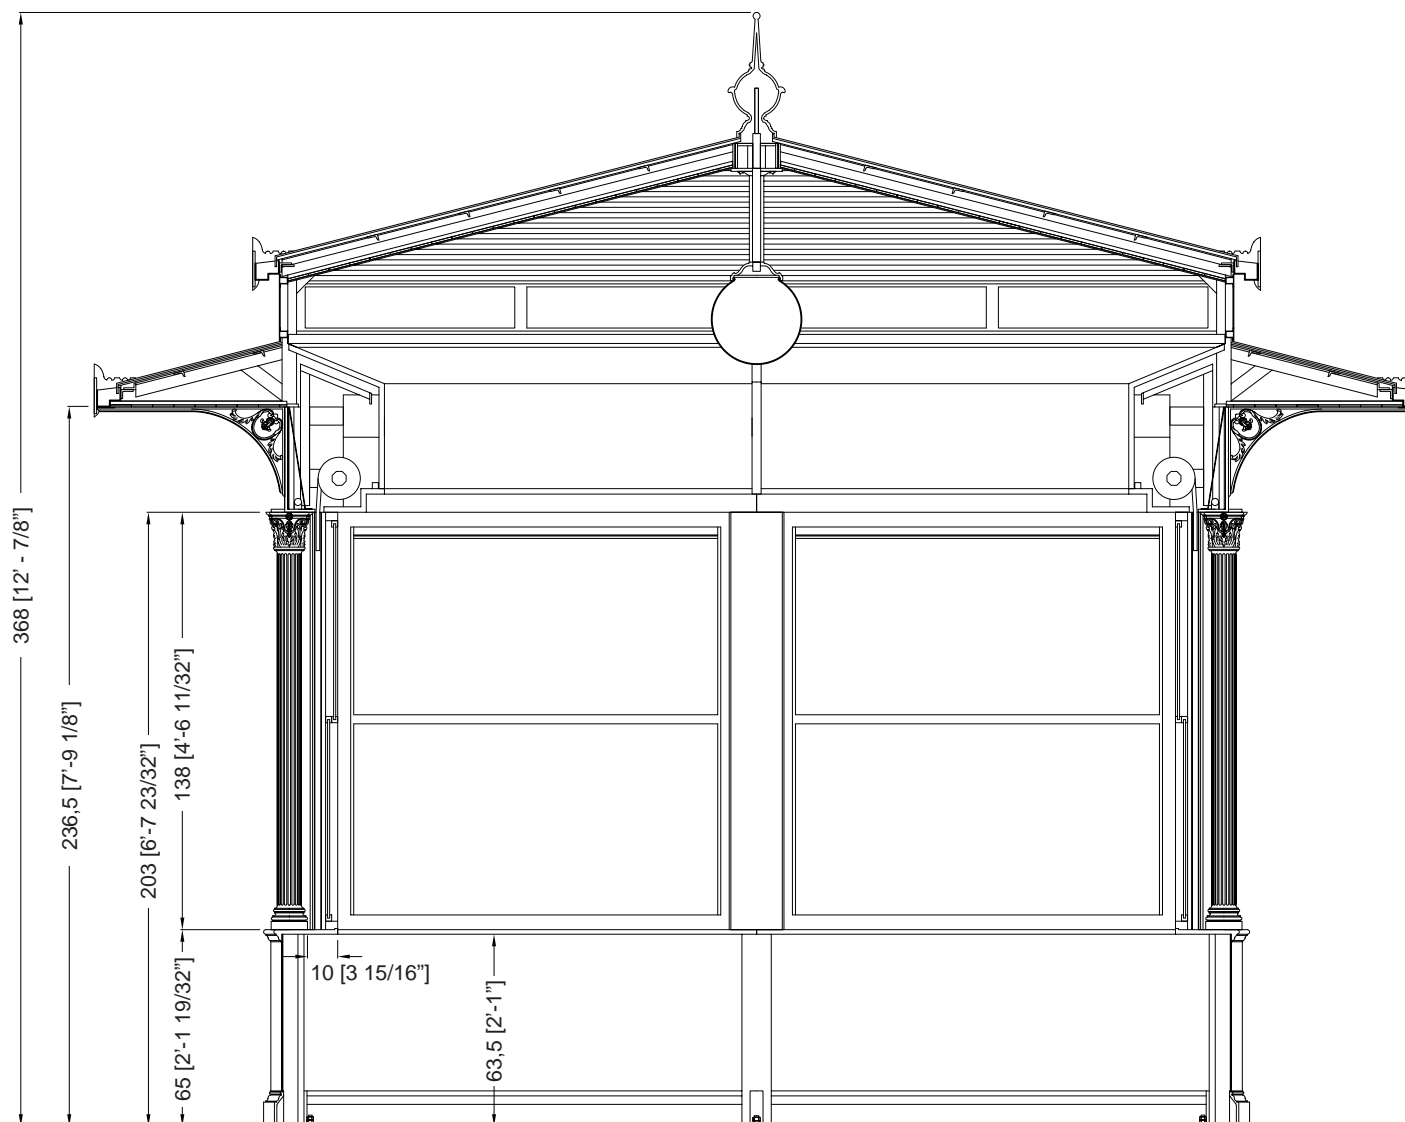 368 [12' - 7/8”]
236,5 [7'-9 1/8”]
203 [6'-7 23/32”]
138 [4'-6 11/32”]
65 [2'-1 19/32”]
10 [3 15/16”]
63,5 [2'-1”]